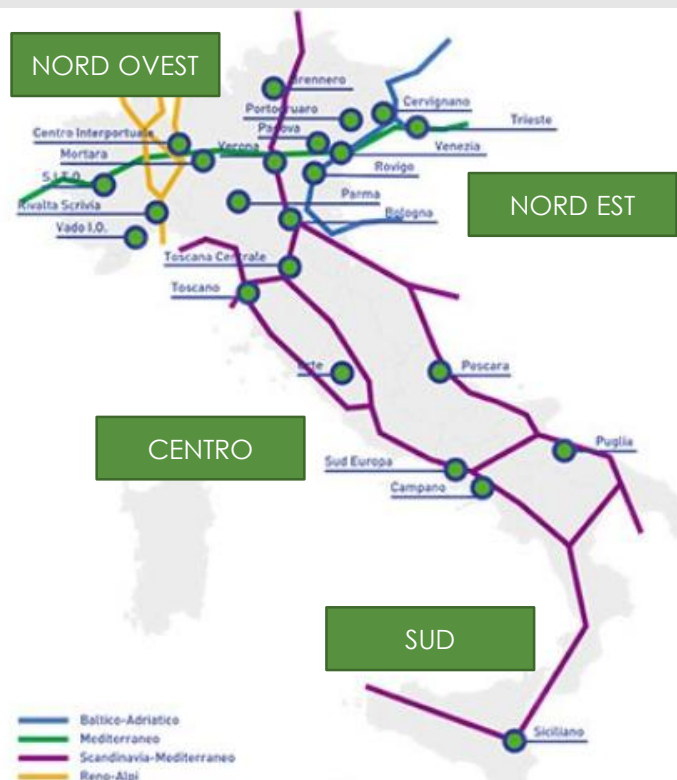 NORD OVEST
Brennero
Portogruaro
Cervignano
Trieste
Centro Interportuale
Padova
Mortara
Verona
Venezia
S.I.T.O.
Rovigo
Parma
Rivalta Scrivia
Bologna
NORD EST
Vado I.O.
Toscana Centrale
Toscano
Orte
Pescara
CENTRO
Puglia
Sud Europa
Campano
SUD
Siciliano
Baltico-Adriatico
Mediterraneo
Scandinavia-Mediterraneo
Reno-Alpi